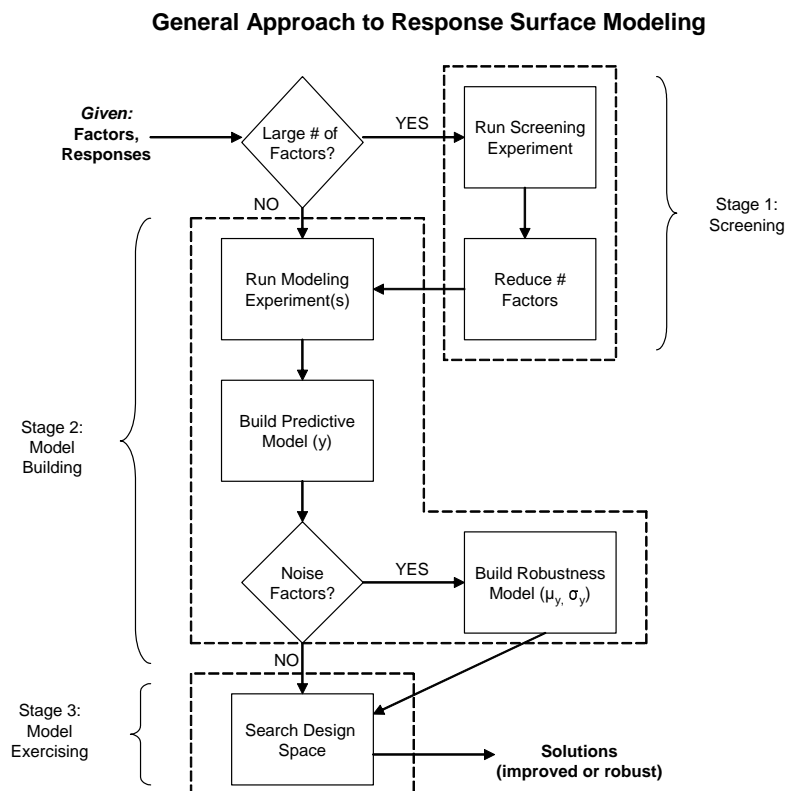 General Approach to Response Surface Modeling
Given:
Factors,
Responses
Large # of
Factors?
YES
Run Screening
Experiment
Stage 1:
Screening
NO
Run Modeling
Experiment(s)
Reduce #
Factors
Build Predictive
Model (y)
Stage 2:
Model
Building
Noise
Factors?
YES
Build Robustness
Model (μy, σy)
NO
Stage 3:
Model
Exercising
Search Design
Space
Solutions
(improved or robust)